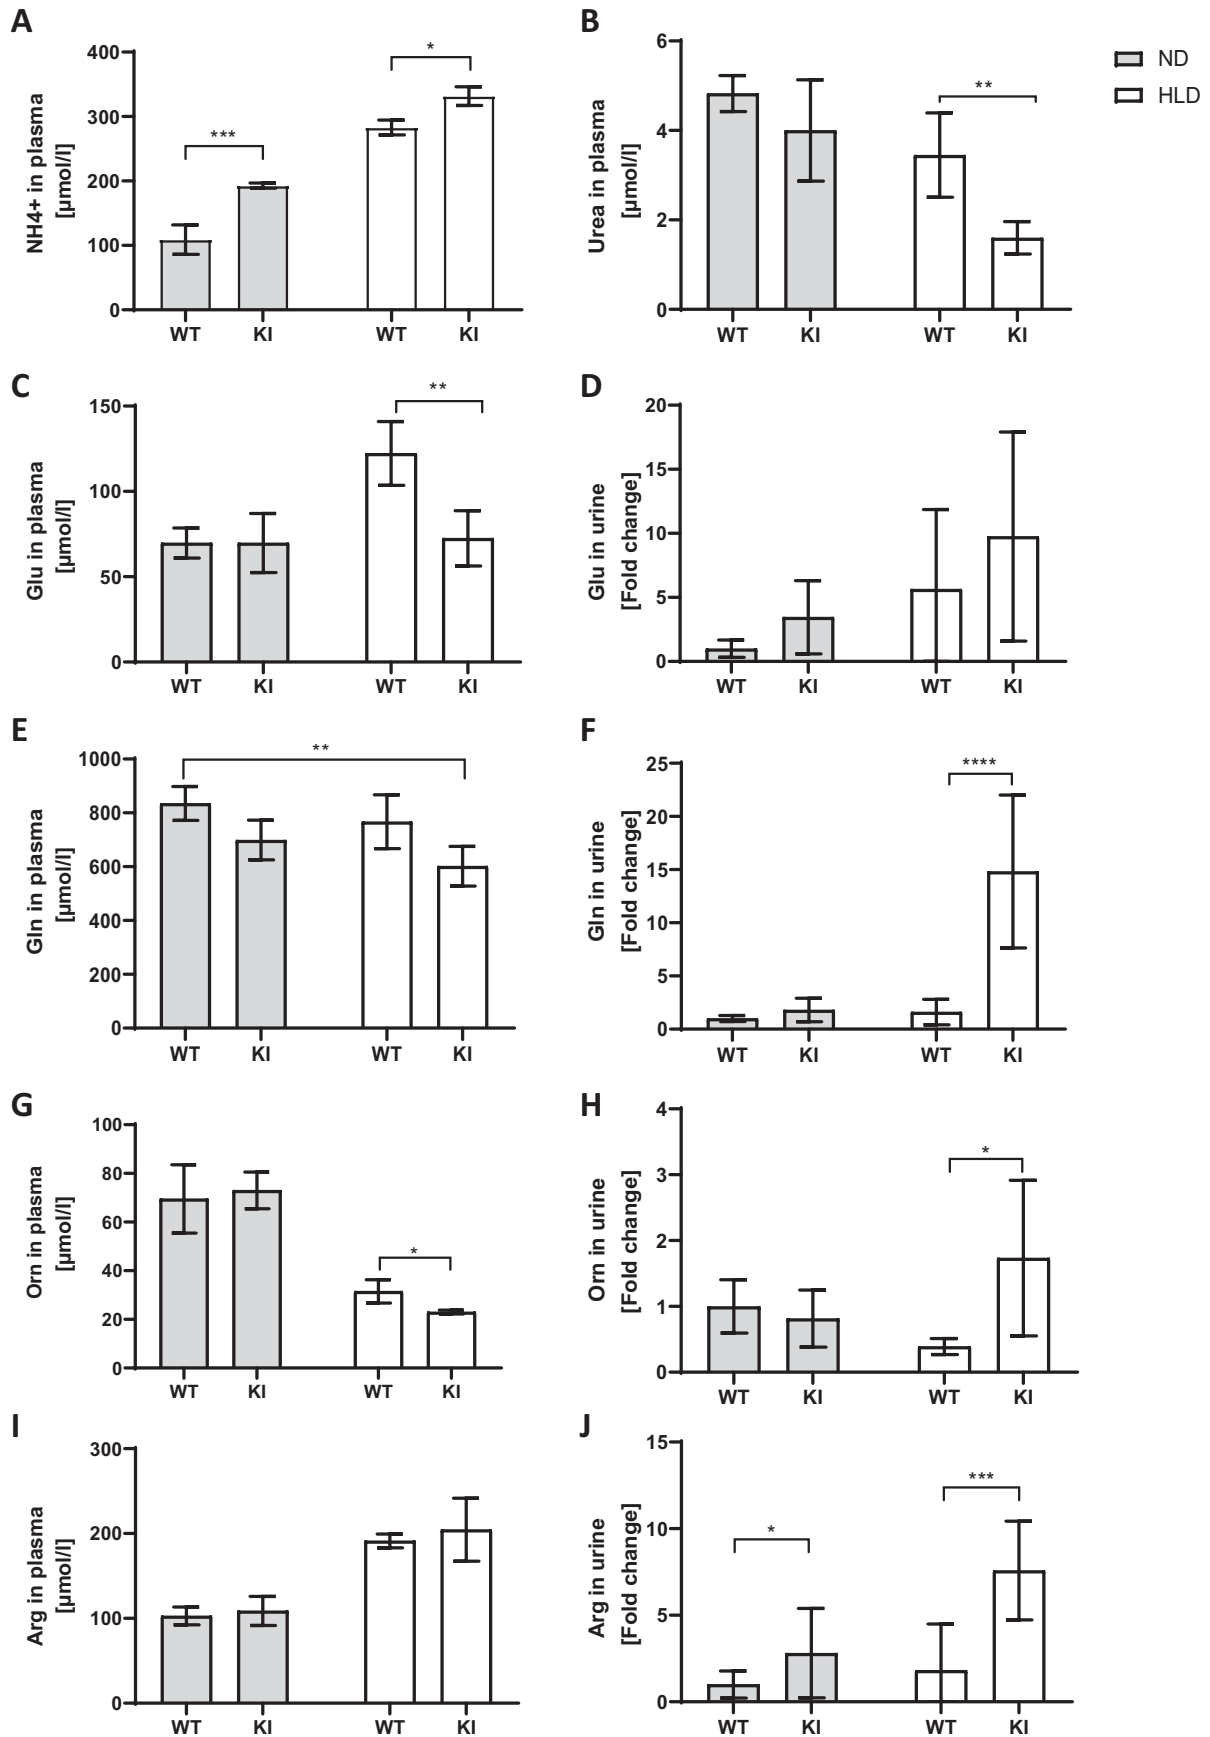 A
NH4+ in plasma
[µmol/l]
400
300
200
100
0
***
*
WT
KI
WT
KI
B
Urea in plasma
[µmol/l]
6
4
2
0
**
WT
KI
WT
KI
ND
HLD
C
Glu in plasma
[µmol/l]
150
100
50
0
**
WT
KI
WT
KI
D
Glu in urine
[Fold change]
20
15
10
5
0
WT
KI
WT
KI
E
Gln in plasma
[µmol/l]
1000
800
600
400
200
0
**
WT
KI
WT
KI
F
Gln in urine
[Fold change]
25
20
15
10
5
0
****
WT
KI
WT
KI
G
Orn in plasma
[µmol/l]
100
80
60
40
20
0
*
WT
KI
WT
KI
H
Orn in urine
[Fold change]
4
3
2
1
0
*
WT
KI
WT
KI
I
Arg in plasma
[µmol/l]
300
200
100
0
WT
KI
WT
KI
J
Arg in urine
[Fold change]
15
10
5
0
*
***
WT
KI
WT
KI